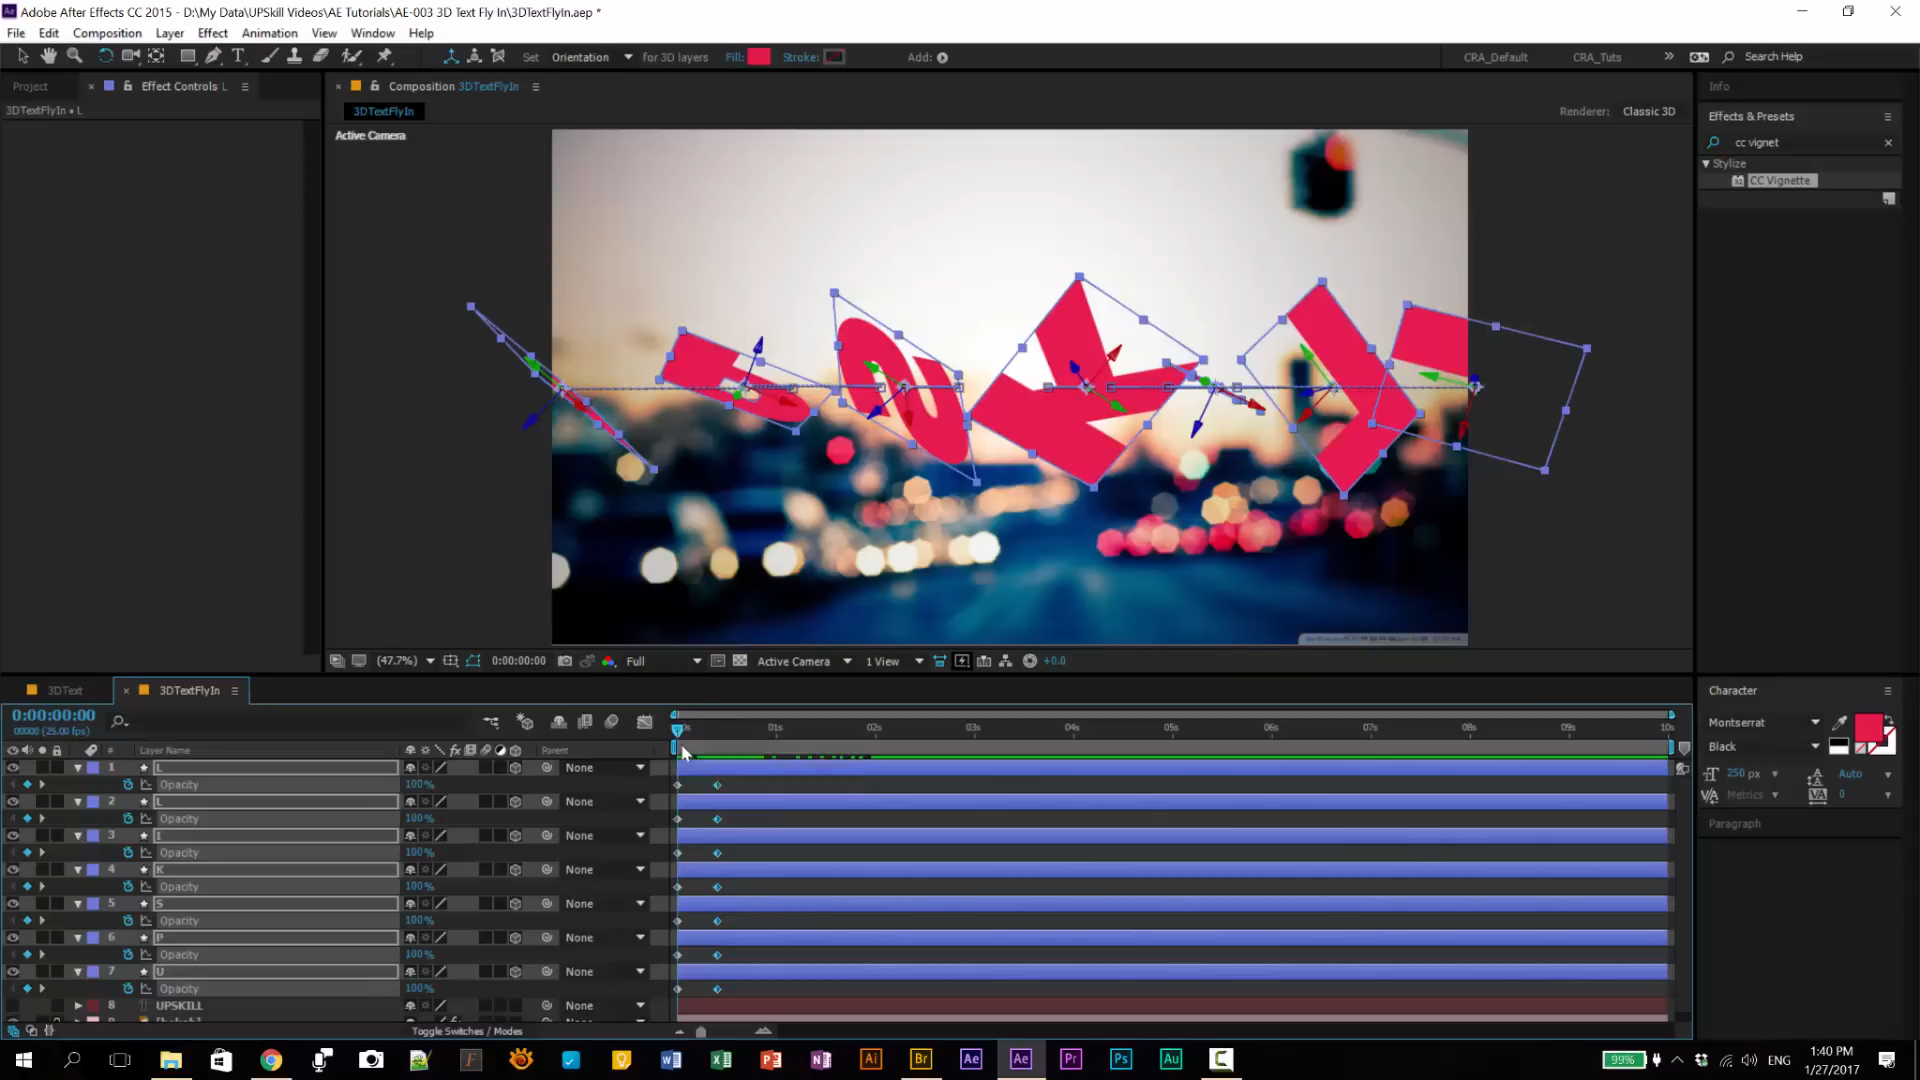 Adobe After Effects CC 2015 - D:\My Data\UPSkill Videos\AE Tutorials\AE-003 3D Text Fly In\3DTextFlyIn.aep *
File Edit Composition Layer Effect Animation View Window Help
Set Orientation for 3D layers Fill: Stroke: Add: CRA_Default CRA_Tuts Search Help
Project Effect Controls L Composition 3DTextFlyIn Info
3DTextFlyIn • L 3DTextFlyIn Renderer: Classic 3D
Effects & Presets
Active Camera
cc vignet
Stylize
CC Vignette
(47.7%) 0:00:00:00 Full Active Camera 1 View +0.0
3DText 3DTextFlyIn Character
0:00:00:00
00000 (25.00 fps)
01s 02s 03s 04s 05s 06s 07s 08s 09s 10s
Montserrat
Black
# Layer Name Parent
1 L None
Opacity 100%
2 L None
Opacity 100%
3 I None
Opacity 100%
4 K None
Opacity 100%
5 S None
Opacity 100%
6 P None
Opacity 100%
7 U None
Opacity 100%
8 UPSKILL None
Toggle Switches / Modes
250 px Auto
Metrics 0
Paragraph
99% ENG 1:40 PM
1/27/2017